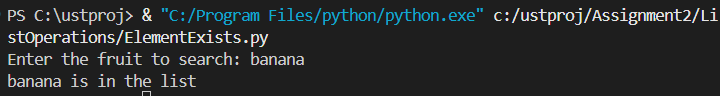 PS C:\ustproj> & "C:/Program Files/python/python.exe" c:/ustproj/Assignment2/Li
stOperations/ElementExists.py
Enter the fruit to search: banana
banana is in the list